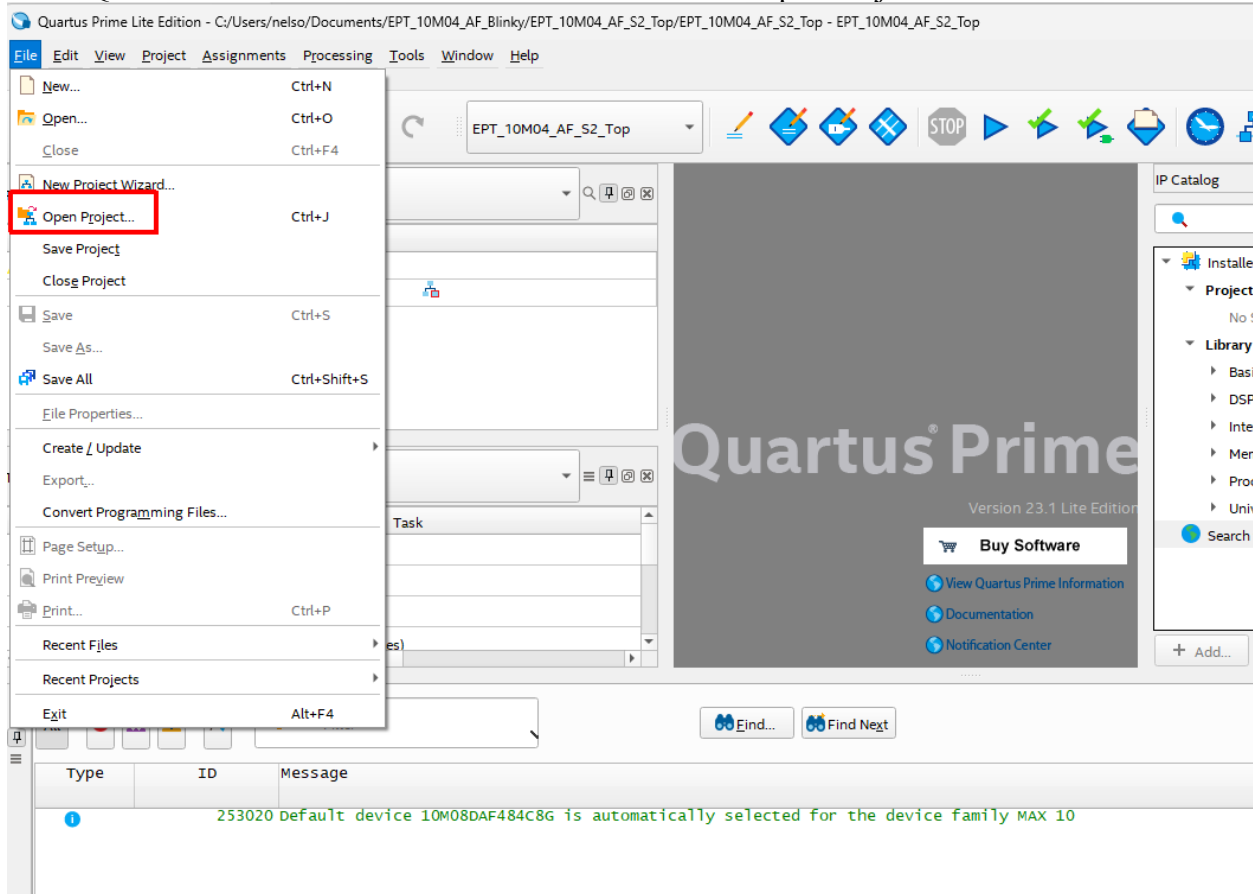 Quartus Prime Lite Edition - C:/Users/nelso/Documents/EPT_10M04_AF_Blinky/EPT_10M04_AF_S2_Top/EPT_10M04_AF_S2_Top - EPT_10M04_AF_S2_Top
File Edit View Project Assignments Processing Tools Window Help
New... Ctrl+N
Open... Ctrl+O
Close Ctrl+F4
New Project Wizard...
Open Project... Ctrl+J
Save Project
Close Project
Save Ctrl+S
Save As...
Save All Ctrl+Shift+S
File Properties...
Create / Update
Export...
Convert Programming Files...
Page Setup...
Print Preview
Print... Ctrl+P
Recent Files
Recent Projects
Exit Alt+F4
EPT_10M04_AF_S2_Top
STOP
Task
es)
Quartus® Prime
Version 23.1 Lite Edition
Buy Software
View Quartus Prime Information
Documentation
Notification Center
IP Catalog
Installe
Project
No S
Library
Basi
DSP
Inte
Mer
Proc
Univ
Search
+ Add...
Find... Find Next
Type ID Message
253020 Default device 10M08DAF484C8G is automatically selected for the device family MAX 10